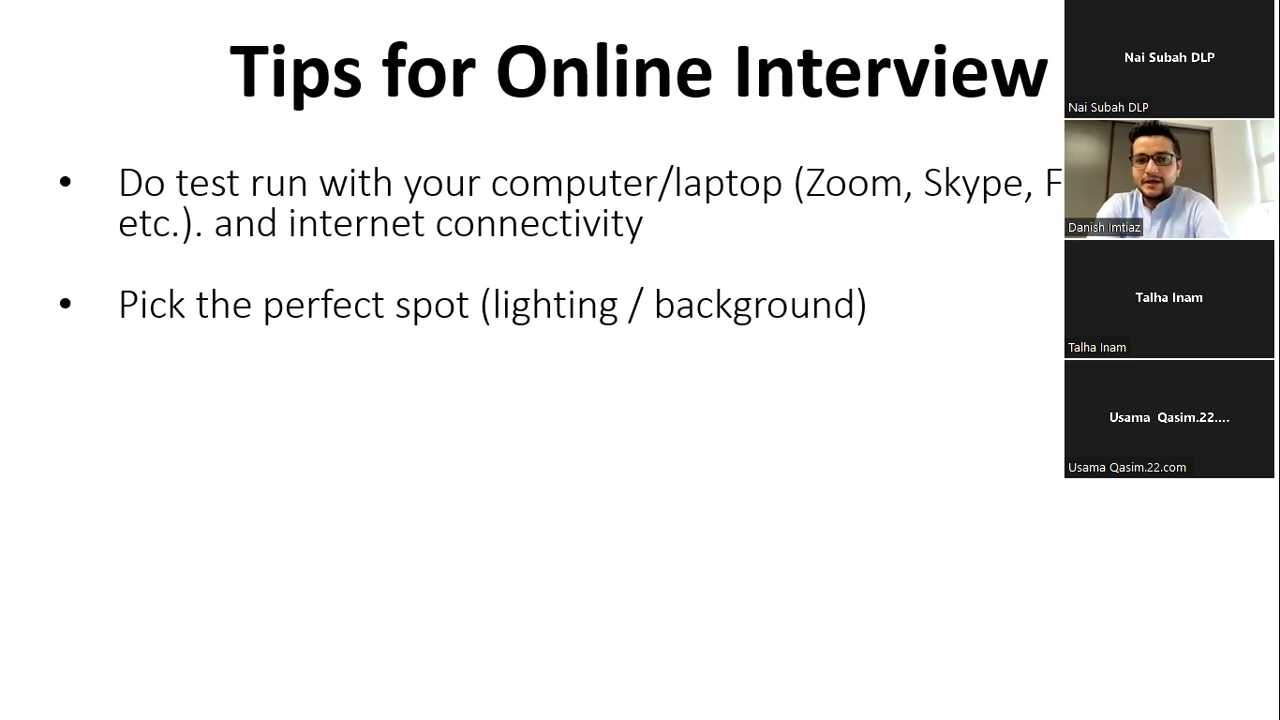 Tips for Online Interview
• Do test run with your computer/laptop (Zoom, Skype, F
etc.). and internet connectivity
• Pick the perfect spot (lighting / background)
Nai Subah DLP
Nai Subah DLP
Danish Imtiaz
Talha Inam
Talha Inam
Usama Qasim.22....
Usama Qasim.22.com